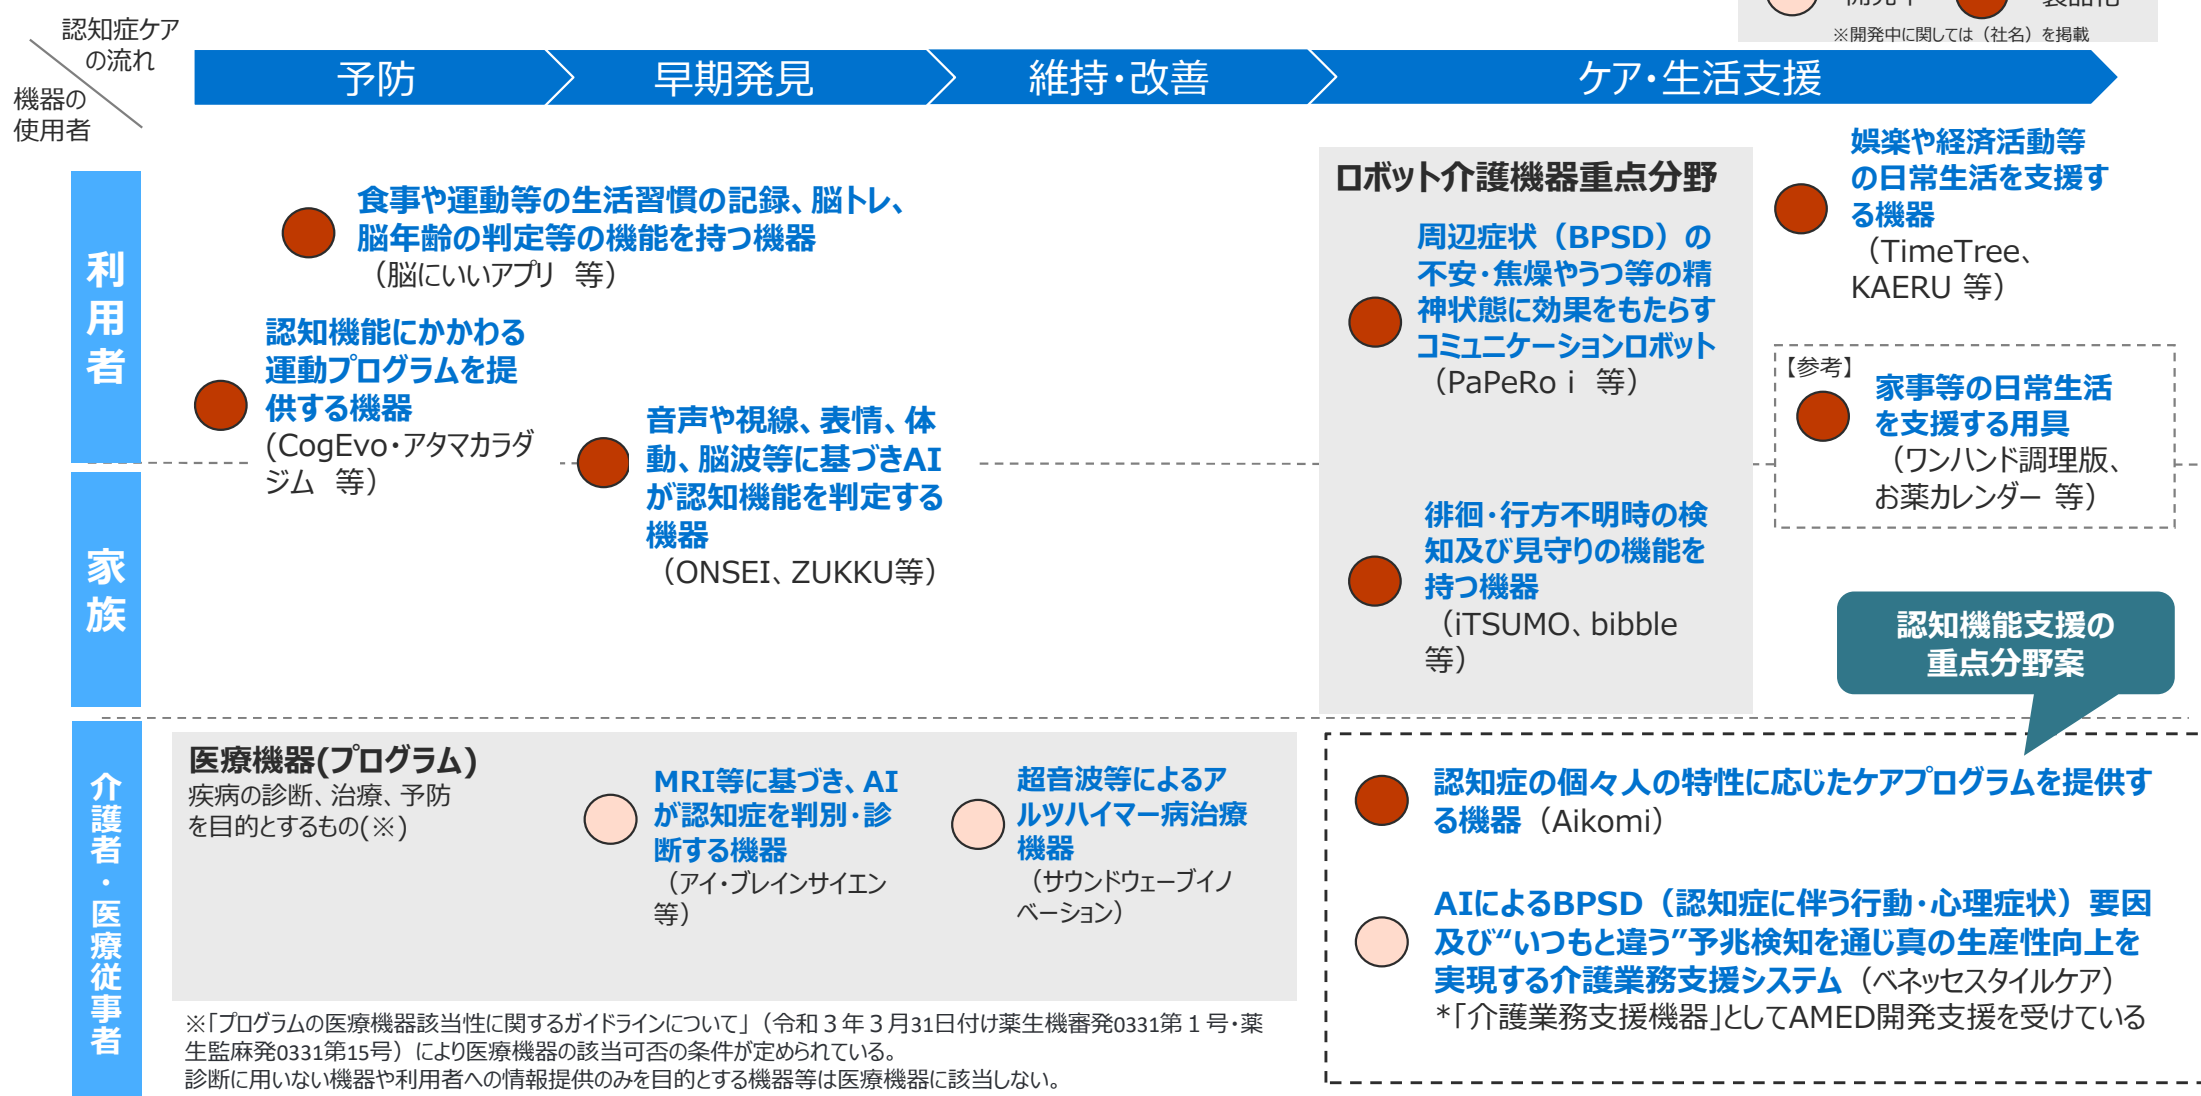 ※開発中に関しては（社名）を掲載
認知症ケア
の流れ
機器の
使用者
予防
早期発見
維持・改善
ケア・生活支援
利用者
食事や運動等の生活習慣の記録、脳トレ、
脳年齢の判定等の機能を持つ機器
（脳にいいアプリ 等）
認知機能にかかわる
運動プログラムを提
供する機器
(CogEvo・アタマカラダ
ジム 等）
音声や視線、表情、体
動、脳波等に基づきAI
が認知機能を判定する
機器
（ONSEI、ZUKKU等）
ロボット介護機器重点分野
周辺症状（BPSD）の
不安・焦燥やうつ等の精
神状態に効果をもたらす
コミュニケーションロボット
（PaPeRo i 等）
娯楽や経済活動等
の日常生活を支援す
る機器
（TimeTree、
KAERU 等）
【参考】
家事等の日常生活
を支援する用具
（ワンハンド調理版、
お薬カレンダー 等）
家族
徘徊・行方不明時の検
知及び見守りの機能を
持つ機器
（iTSUMO、bibble
等）
認知機能支援の
重点分野案
介護者・医療従事者
医療機器(プログラム)
疾病の診断、治療、予防
を目的とするもの(※)
MRI等に基づき、AI
が認知症を判別・診
断する機器
（アイ・ブレインサイエン
等）
超音波等によるア
ルツハイマー病治療
機器
（サウンドウェーブイノ
ベーション）
認知症の個々人の特性に応じたケアプログラムを提供す
る機器（Aikomi）
AIによるBPSD（認知症に伴う行動・心理症状）要因
及び“いつもと違う”予兆検知を通じ真の生産性向上を
実現する介護業務支援システム（ベネッセスタイルケア）
*「介護業務支援機器」としてAMED開発支援を受けている
※「プログラムの医療機器該当性に関するガイドラインについて」（令和３年３月31日付け薬生機審発0331第１号・薬
生監麻発0331第15号）により医療機器の該当可否の条件が定められている。
診断に用いない機器や利用者への情報提供のみを目的とする機器等は医療機器に該当しない。